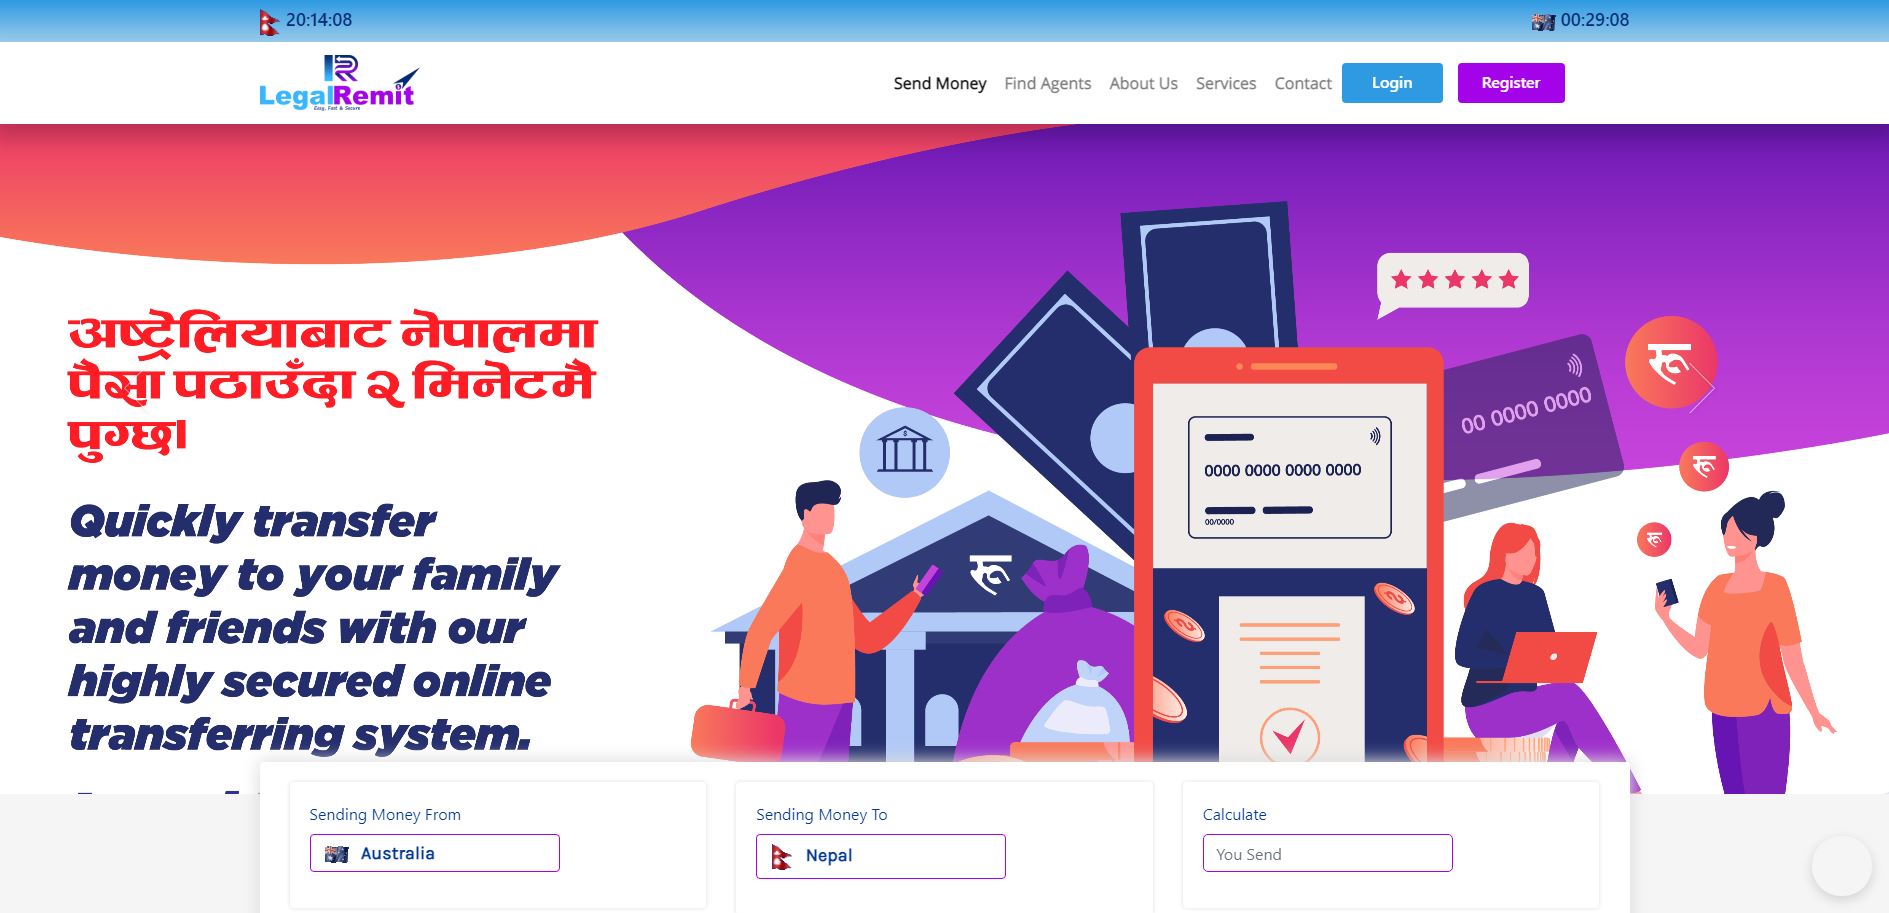 20:14:08
00:29:08
LegalRemit
Easy, Fast & Secure
Send Money
Find Agents
About Us
Services
Contact
Login
Register
अष्ट्रेलियाबाट नेपालमा
पैसा पठाउँदा २ मिनेटमै
पुग्छ।
Quickly transfer
money to your family
and friends with our
highly secured online
transferring system.
रू
00 0000 0000
0000 0000 0000 0000
00/0000
रू
रू
रू
Sending Money From
Australia
Sending Money To
Nepal
Calculate
You Send